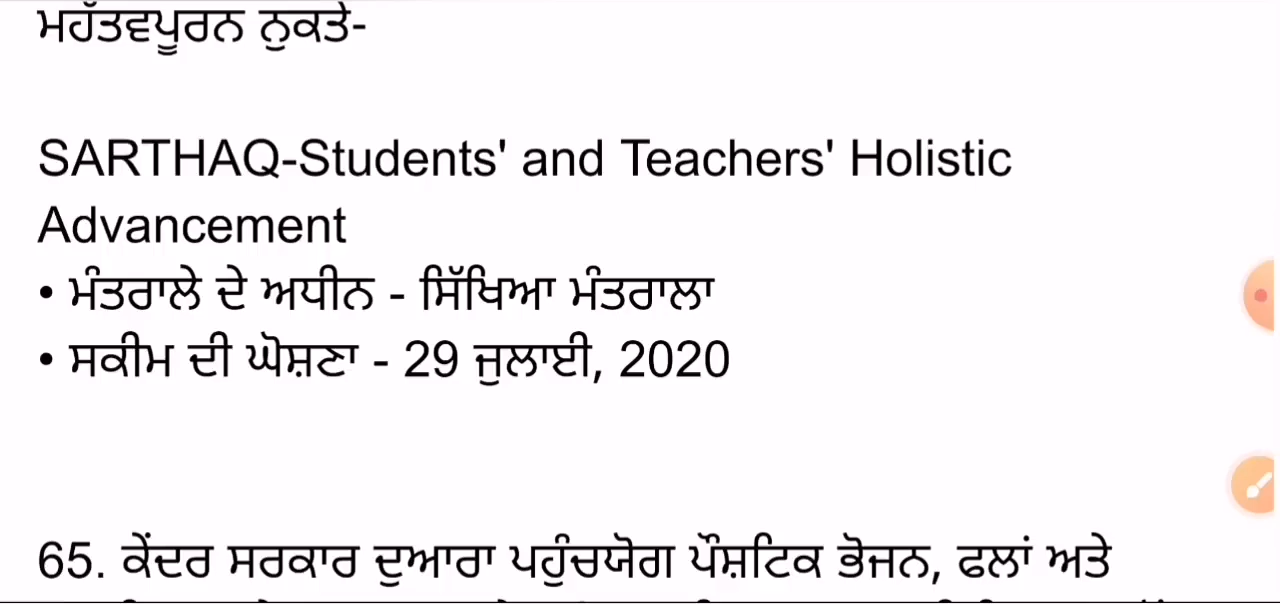 ਮਹੱਤਵਪੂਰਨ ਨੁਕਤੇ-
SARTHAQ-Students' and Teachers' Holistic
Advancement
• ਮੰਤਰਾਲੇ ਦੇ ਅਧੀਨ - ਸਿੱਖਿਆ ਮੰਤਰਾਲਾ
• ਸਕੀਮ ਦੀ ਘੋਸ਼ਣਾ - 29 ਜੁਲਾਈ, 2020
65. ਕੇਂਦਰ ਸਰਕਾਰ ਦੁਆਰਾ ਪਹੁੰਚਯੋਗ ਪੌਸ਼ਟਿਕ ਭੋਜਨ, ਫਲਾਂ ਅਤੇ